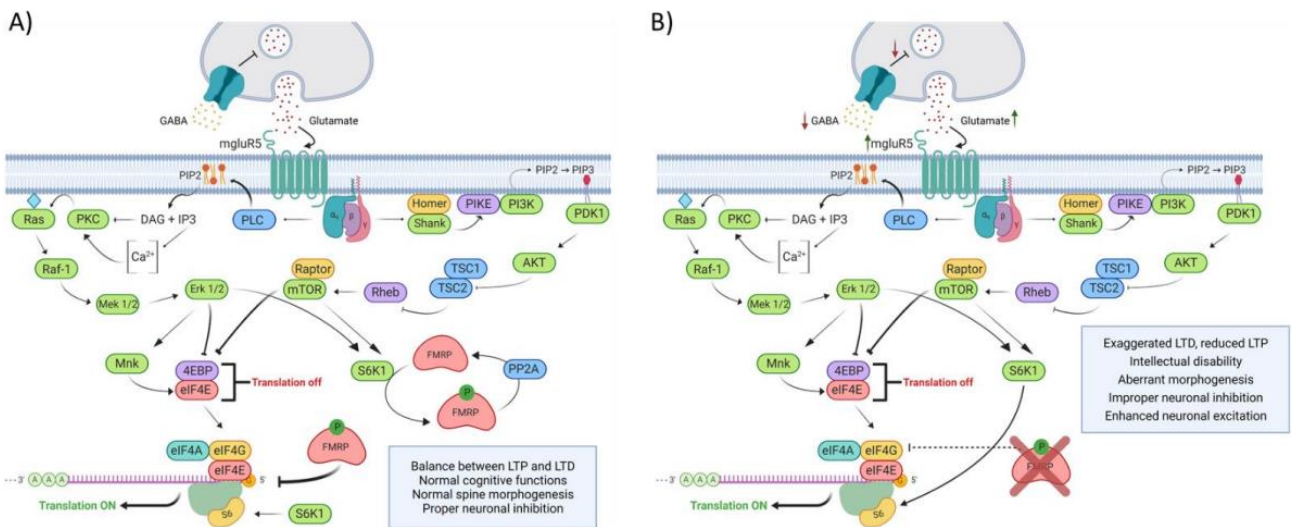 A)
GABA
Glutamate
mgluR5
PIP2
PIP2 → PIP3
Ras
PKC
DAG + IP3
PLC
αq
β
γ
Homer
Shank
PIKE
PI3K
PDK1
Ca²⁺
Raf-1
AKT
Raptor
mTOR
Rheb
TSC1
TSC2
Mek 1/2
Erk 1/2
Mnk
4EBP
eIF4E
Translation off
S6K1
FMRP
PP2A
P
FMRP
eIF4A
eIF4G
eIF4E
P
FMRP
3'
A A A
G
5'
Translation ON
S6
S6K1
Balance between LTP and LTD
Normal cognitive functions
Normal spine morphogenesis
Proper neuronal inhibition
B)
GABA
Glutamate
mgluR5
PIP2
PIP2 → PIP3
Ras
PKC
DAG + IP3
PLC
αq
β
γ
Homer
Shank
PIKE
PI3K
PDK1
Ca²⁺
Raf-1
AKT
Raptor
mTOR
Rheb
TSC1
TSC2
Mek 1/2
Erk 1/2
Mnk
4EBP
eIF4E
Translation off
S6K1
Exaggerated LTD, reduced LTP
Intellectual disability
Aberrant morphogenesis
Improper neuronal inhibition
Enhanced neuronal excitation
eIF4A
eIF4G
eIF4E
P
FMRP
3'
A A A
G
5'
Translation ON
S6